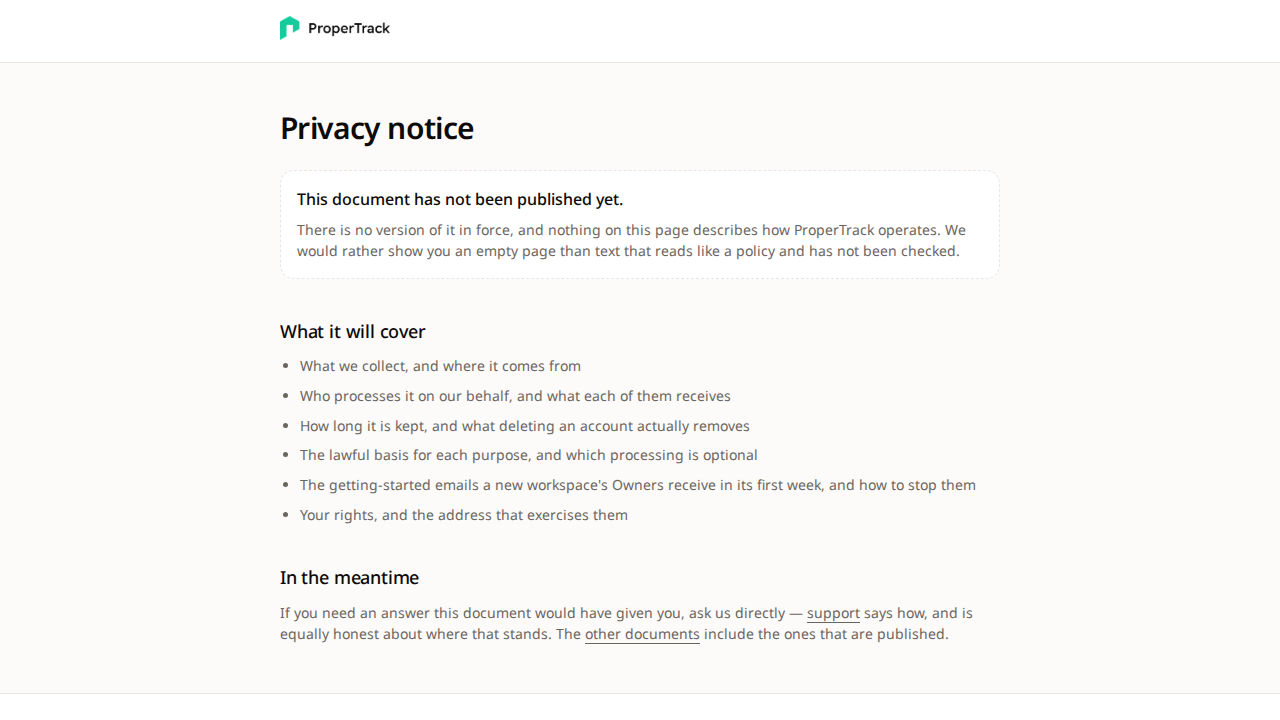 ProperTrack
Privacy notice
This document has not been published yet.
There is no version of it in force, and nothing on this page describes how ProperTrack operates. We
would rather show you an empty page than text that reads like a policy and has not been checked.
What it will cover
What we collect, and where it comes from
Who processes it on our behalf, and what each of them receives
How long it is kept, and what deleting an account actually removes
The lawful basis for each purpose, and which processing is optional
The getting-started emails a new workspace's Owners receive in its first week, and how to stop them
Your rights, and the address that exercises them
In the meantime
If you need an answer this document would have given you, ask us directly — support says how, and is
equally honest about where that stands. The other documents include the ones that are published.